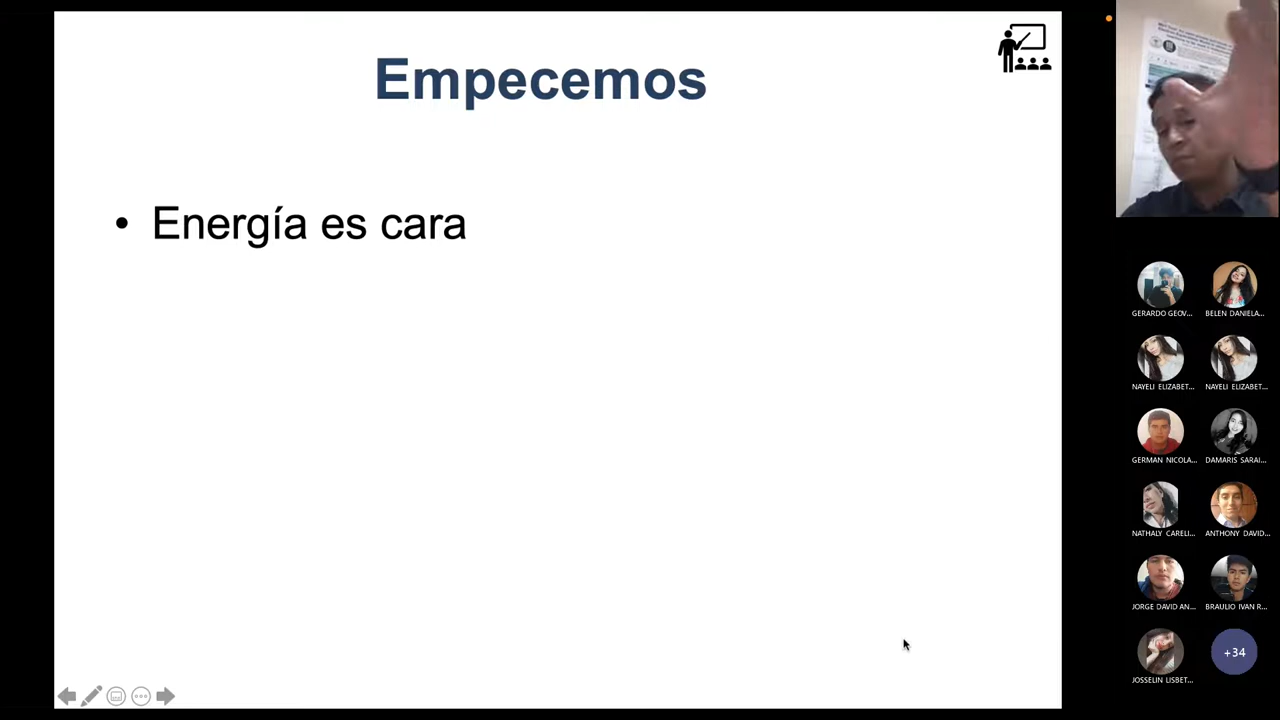 Empecemos
• Energía es cara
GERARDO GEOV...
BELEN DANIELA...
NAYELI ELIZABET...
NAYELI ELIZABET...
GERMAN NICOLA...
DAMARIS SARAI...
NATHALY CARELI...
ANTHONY DAVID...
JORGE DAVID AN...
BRAULIO IVAN R...
JOSSELIN LISBET...
+34